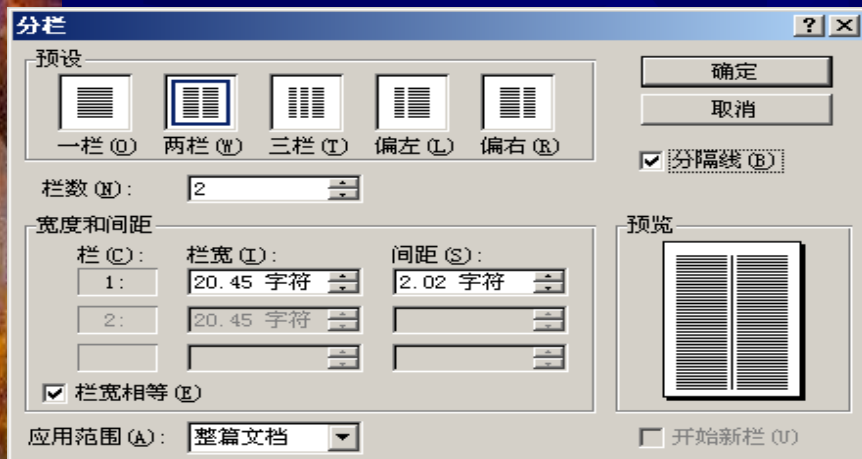 分栏
预设
一栏(O) 两栏(W) 三栏(T) 偏左(L) 偏右(R)
确定
取消
分隔线(B)
栏数(N): 2
宽度和间距
栏(C): 栏宽(I): 间距(S):
1: 20.45 字符 2.02 字符
2: 20.45 字符
栏宽相等(E)
预览
应用范围(A): 整篇文档
开始新栏(U)